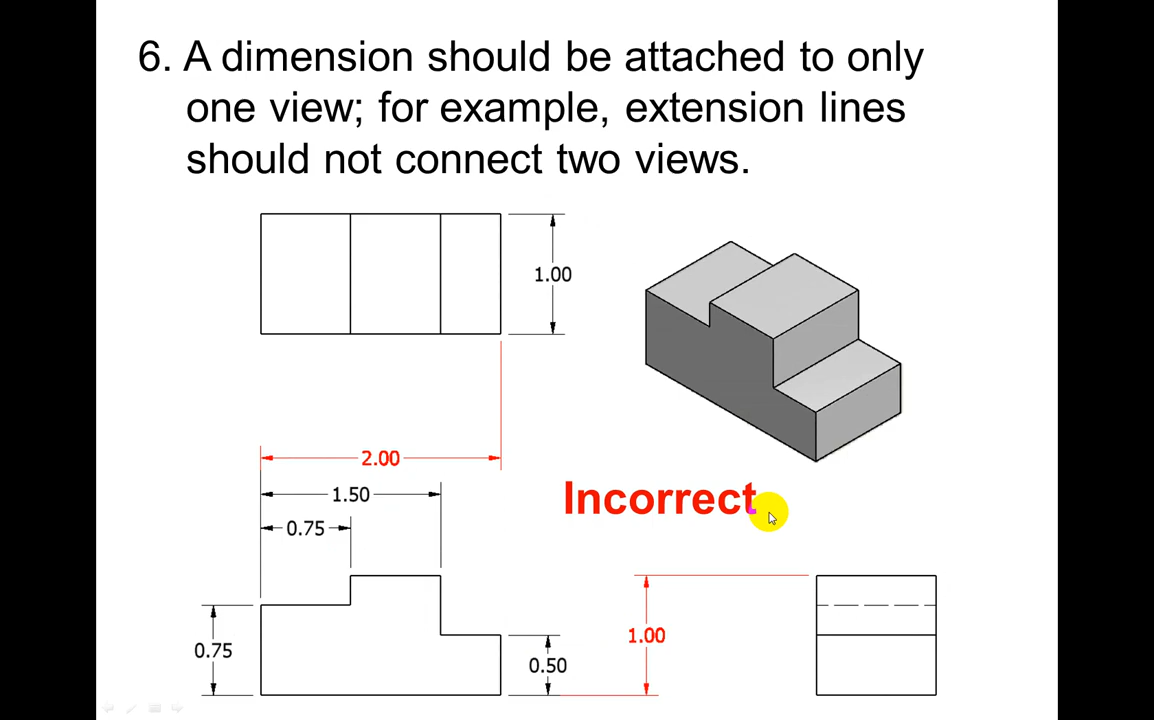 6. A dimension should be attached to only
one view; for example, extension lines
should not connect two views.
1.00
2.00
1.50
Incorrect
0.75
1.00
0.75
0.50